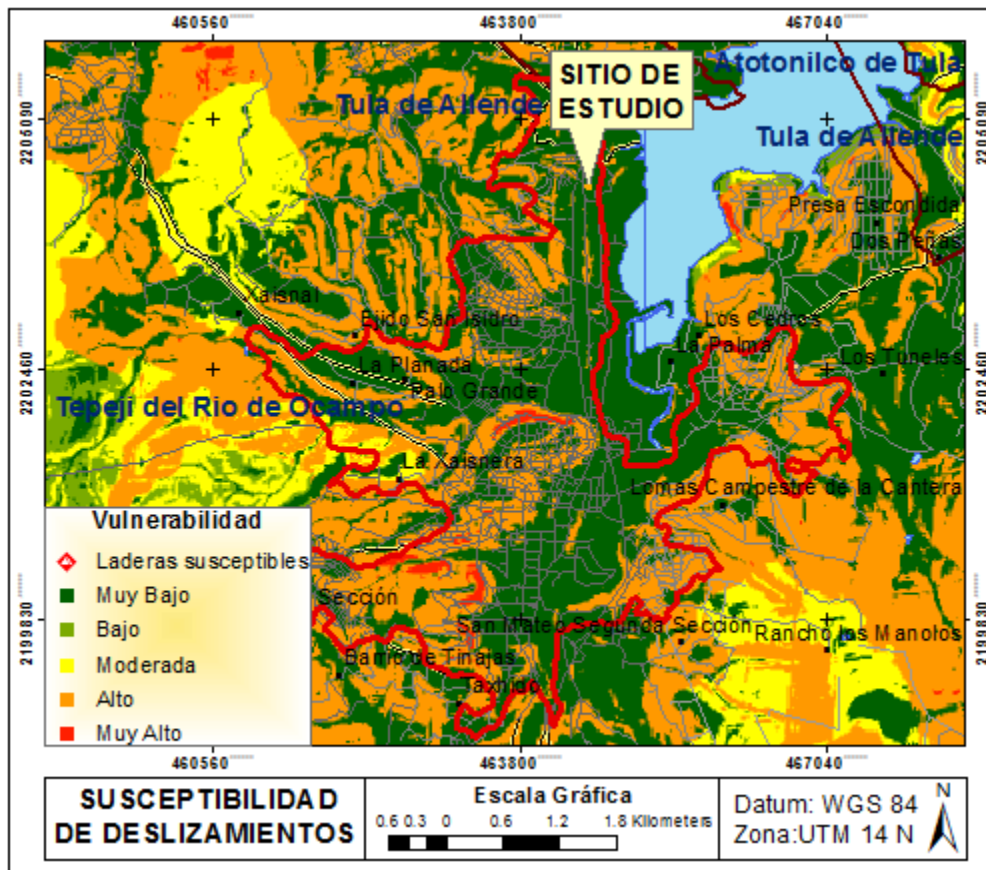 460560
463800
467040
SITIO DE
ESTUDIO
Atotonilco de Tula
Tula de Allende
Tula de Allende
2206090
2206090
Presa Escondida
Dos Peñas
Xaisnal
Ejido San Isidro
Los Cedros
La Palma
La Planada
Los Tuneles
Palo Grande
2202460
2202460
Tepeji del Rio de Ocampo
La Xaisnera
Lomas Campestre de la Cantera
Vulnerabilidad
Laderas susceptibles
Muy Bajo
Bajo
Moderada
Alto
Muy Alto
Sección
San Mateo Segunda Sección
Rancho los Manolos
Barrio de Tinajas
Taxhido
2199830
2199830
460560
463800
467040
SUSCEPTIBILIDAD
DE DESLIZAMIENTOS
Escala Gráfica
0.6 0.3 0 0.6 1.2 1.8 Kilometers
Datum: WGS 84
Zona:UTM 14 N
N